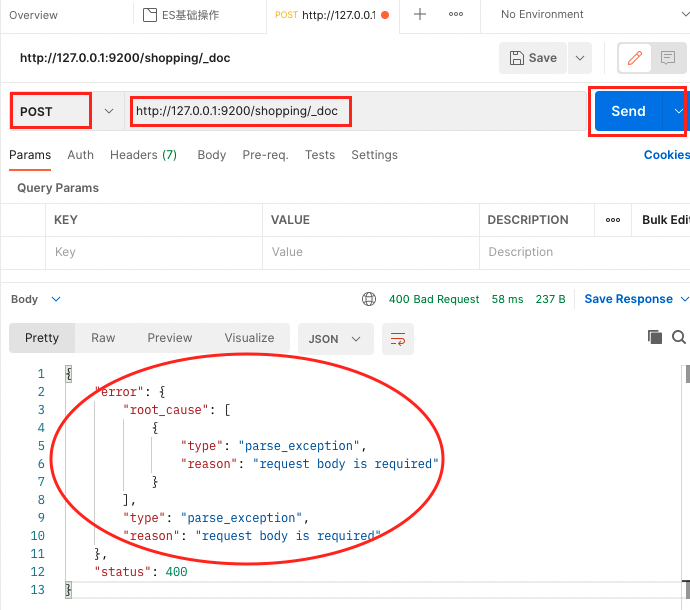 Overview ES基础操作 POST http://127.0.0.1 No Environment
http://127.0.0.1:9200/shopping/_doc Save
POST http://127.0.0.1:9200/shopping/_doc Send
Params Auth Headers (7) Body Pre-req. Tests Settings Cookies
Query Params
KEY VALUE DESCRIPTION ooo Bulk Edi
Key Value Description
Body 400 Bad Request 58 ms 237 B Save Response
Pretty Raw Preview Visualize JSON
1 {
2 "error": {
3 "root_cause": [
4 {
5 "type": "parse_exception",
6 "reason": "request body is required"
7 }
8 ],
9 "type": "parse_exception",
10 "reason": "request body is required"
11 },
12 "status": 400
13 }